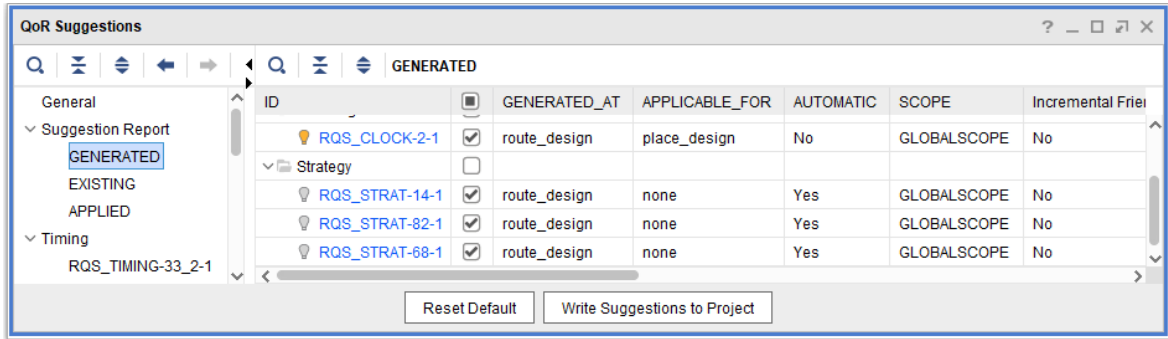 QoR Suggestions
GENERATED
General
Suggestion Report
GENERATED
EXISTING
APPLIED
Timing
RQS_TIMING-33_2-1
ID GENERATED_AT APPLICABLE_FOR AUTOMATIC SCOPE Incremental Frier
RQS_CLOCK-2-1 route_design place_design No GLOBALSCOPE No
Strategy
RQS_STRAT-14-1 route_design none Yes GLOBALSCOPE No
RQS_STRAT-82-1 route_design none Yes GLOBALSCOPE No
RQS_STRAT-68-1 route_design none Yes GLOBALSCOPE No
Reset Default Write Suggestions to Project